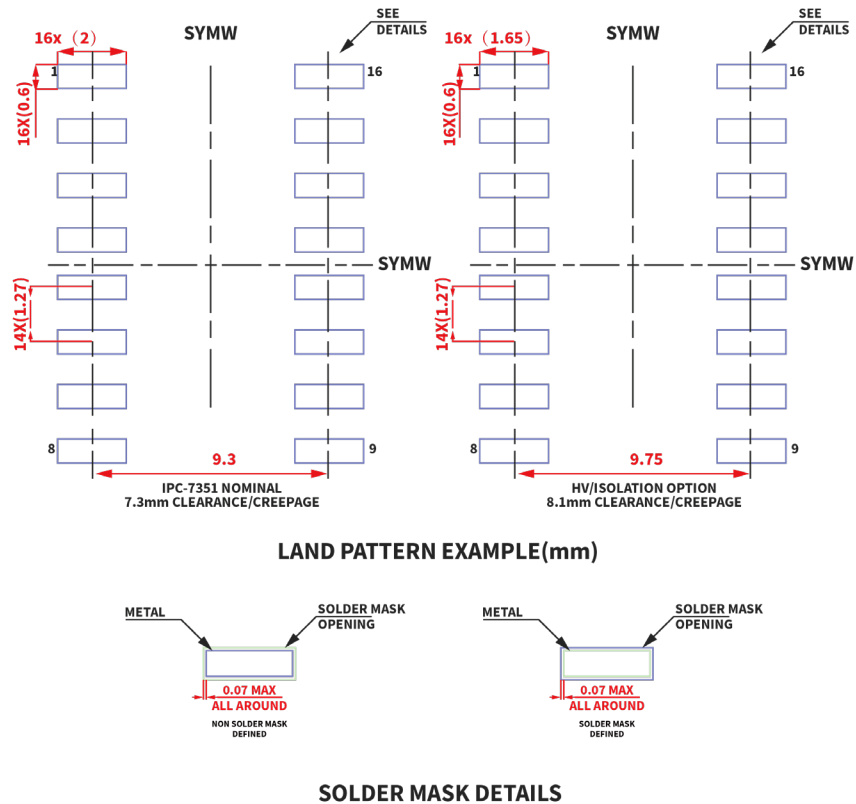 16x（2）
SYMW
SEE
DETAILS
1
16
16X(0.6)
SYMW
14X(1.27)
8
9
9.3
IPC-7351 NOMINAL
7.3mm CLEARANCE/CREEPAGE
16x（1.65）
SYMW
SEE
DETAILS
1
16
16X(0.6)
SYMW
14X(1.27)
8
9
9.75
HV/ISOLATION OPTION
8.1mm CLEARANCE/CREEPAGE
LAND PATTERN EXAMPLE(mm)
METAL
SOLDER MASK
OPENING
0.07 MAX
ALL AROUND
NON SOLDER MASK
DEFINED
METAL
SOLDER MASK
OPENING
0.07 MAX
ALL AROUND
SOLDER MASK
DEFINED
SOLDER MASK DETAILS